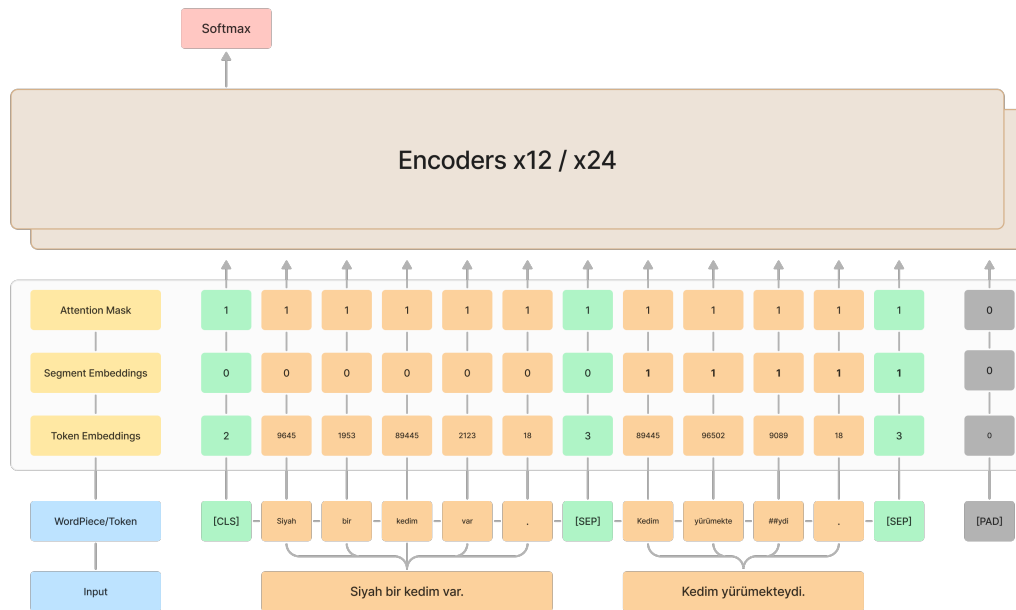 Softmax
Encoders x12 / x24
Attention Mask 1 1 1 1 1 1 1 1 1 1 1 1 0
Segment Embeddings 0 0 0 0 0 0 0 1 1 1 1 1 0
Token Embeddings 2 9645 1953 89445 2123 18 3 89445 96502 9089 18 3 0
WordPiece/Token [CLS] Siyah bir kedim var . [SEP] Kedim yürümekte ##ydi . [SEP] [PAD]
Input Siyah bir kedim var. Kedim yürümekteydi.